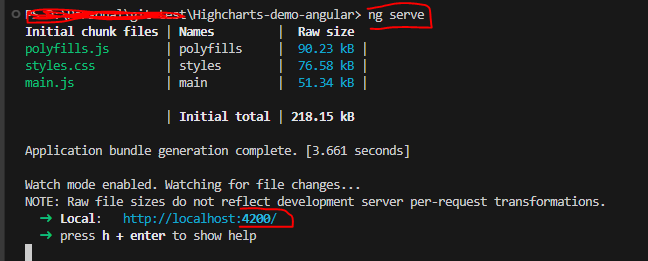 git-test\Highcharts-demo-angular> ng serve
Initial chunk files | Names | Raw size
polyfills.js | polyfills | 90.23 kB |
styles.css | styles | 76.58 kB |
main.js | main | 51.34 kB |
| Initial total | 218.15 kB
Application bundle generation complete. [3.661 seconds]
Watch mode enabled. Watching for file changes...
NOTE: Raw file sizes do not reflect development server per-request transformations.
➜ Local: http://localhost:4200/
➜ press h + enter to show help